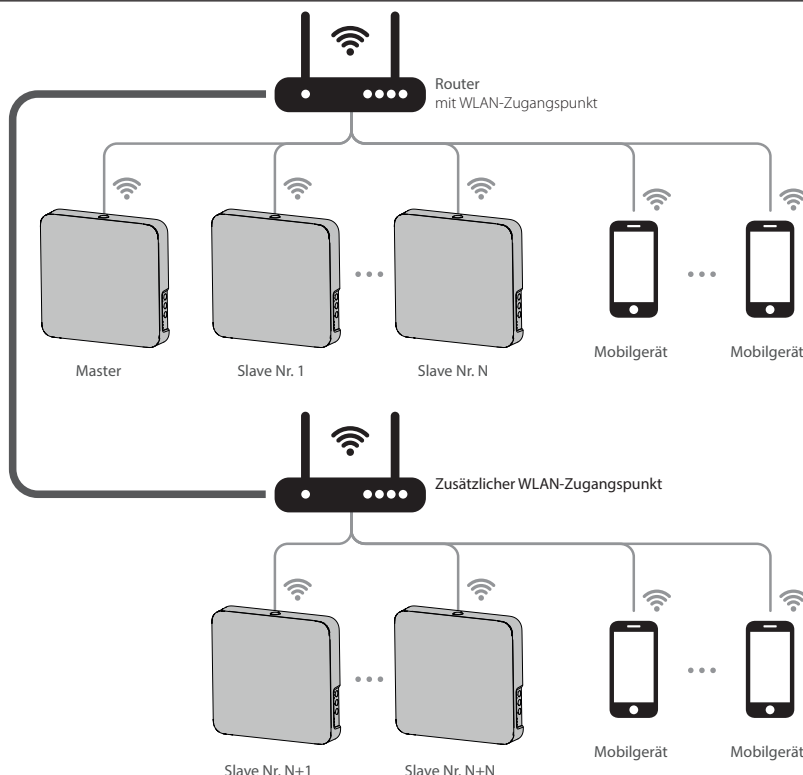 Router
mit WLAN-Zugangspunkt
Master
Slave Nr. 1
Slave Nr. N
Mobilgerät
Mobilgerät
Zusätzlicher WLAN-Zugangspunkt
Slave Nr. N+1
Slave Nr. N+N
Mobilgerät
Mobilgerät